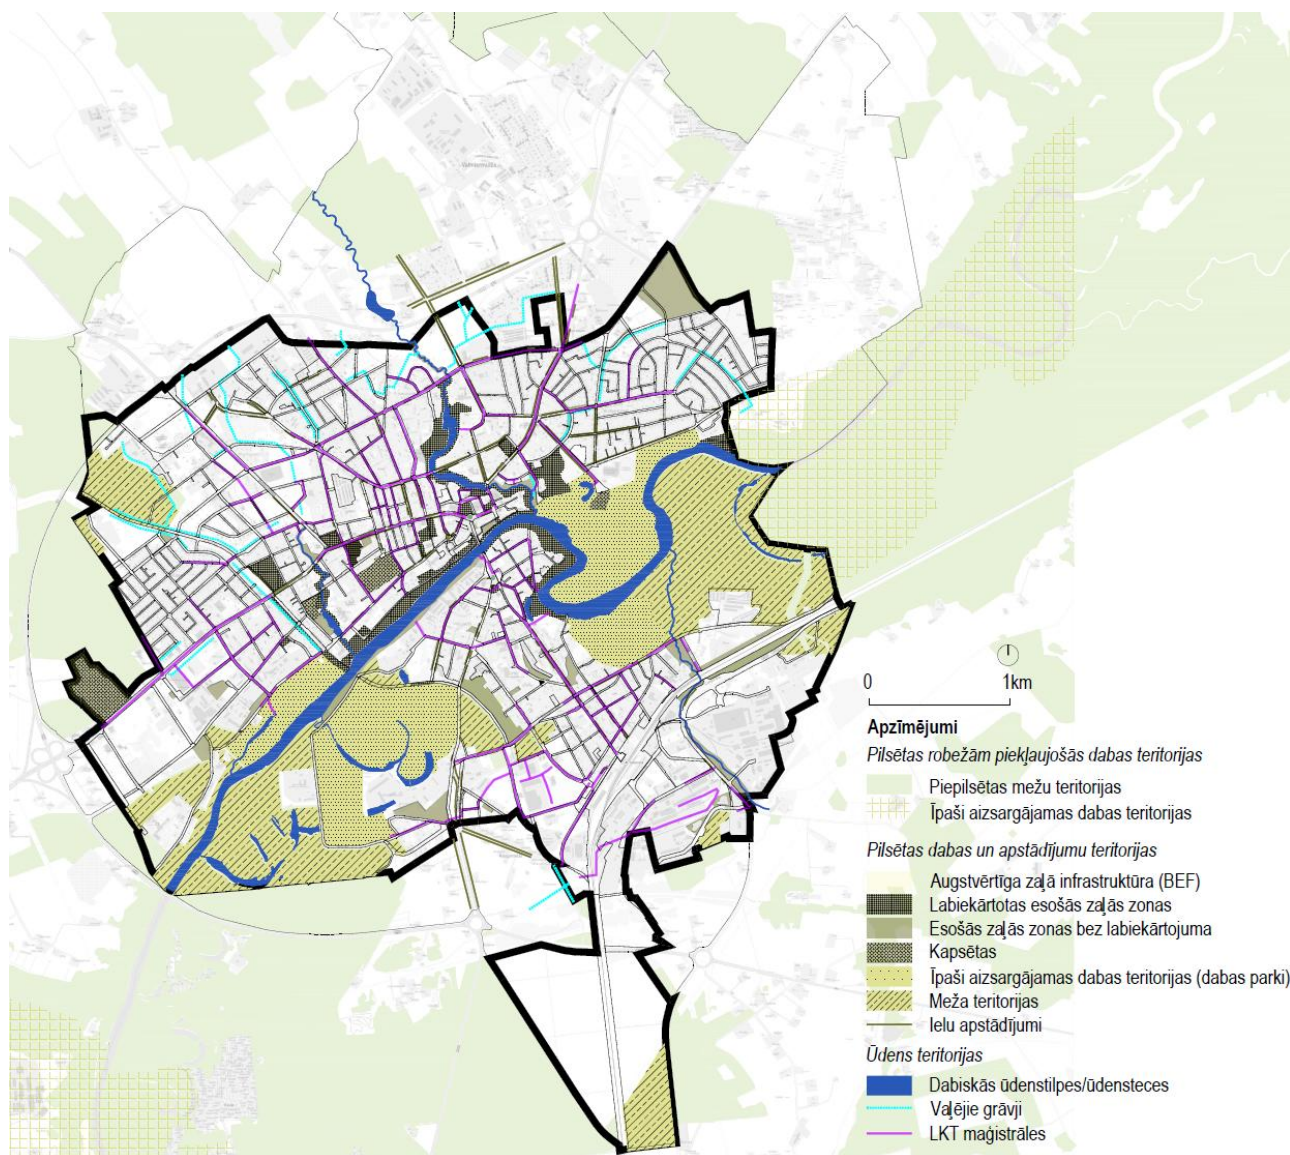 0
1km
Apzīmējumi
Pilsētas robežām piekļaujošās dabas teritorijas
Piepilsētas mežu teritorijas
Īpaši aizsargājamas dabas teritorijas
Pilsētas dabas un apstādījumu teritorijas
Augstvērtīga zaļā infrastruktūra (BEF)
Labiekārtotas esošās zaļās zonas
Esošās zaļās zonas bez labiekārtojuma
Kapsētas
Īpaši aizsargājamas dabas teritorijas (dabas parki)
Meža teritorijas
Ielu apstādījumi
Ūdens teritorijas
Dabiskās ūdenstilpes/ūdensteces
Vaļējie grāvji
LKT maģistrāles